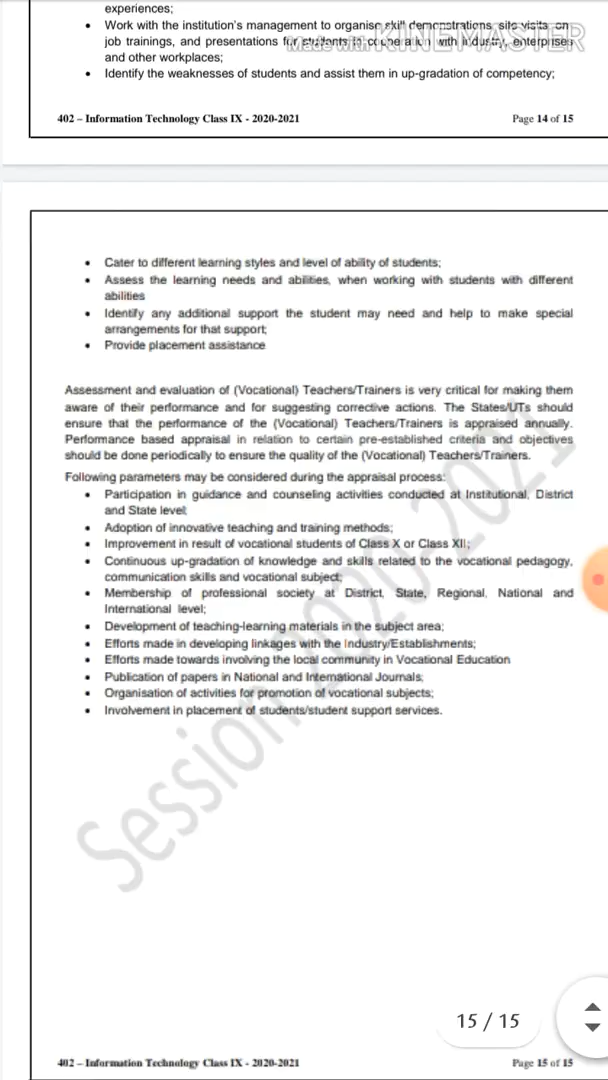 experiences;
• Work with the institution's management to organise skill demonstrations, site visits, on-
job trainings, and presentations for students in cooperation with industry, enterprises
and other workplaces;
Made with KINEMASTER
• Identify the weaknesses of students and assist them in up-gradation of competency;
402 – Information Technology Class IX - 2020-2021 Page 14 of 15
• Cater to different learning styles and level of ability of students;
• Assess the learning needs and abilities, when working with students with different
abilities
• Identify any additional support the student may need and help to make special
arrangements for that support;
• Provide placement assistance
Assessment and evaluation of (Vocational) Teachers/Trainers is very critical for making them
aware of their performance and for suggesting corrective actions. The States/UTs should
ensure that the performance of the (Vocational) Teachers/Trainers is appraised annually.
Performance based appraisal in relation to certain pre-established criteria and objectives
should be done periodically to ensure the quality of the (Vocational) Teachers/Trainers.
Following parameters may be considered during the appraisal process:
• Participation in guidance and counseling activities conducted at Institutional, District
and State level;
• Adoption of innovative teaching and training methods;
• Improvement in result of vocational students of Class X or Class XII;
• Continuous up-gradation of knowledge and skills related to the vocational pedagogy,
communication skills and vocational subject;
• Membership of professional society at District, State, Regional, National and
International level;
• Development of teaching-learning materials in the subject area;
• Efforts made in developing linkages with the Industry/Establishments;
• Efforts made towards involving the local community in Vocational Education
• Publication of papers in National and International Journals;
• Organisation of activities for promotion of vocational subjects;
• Involvement in placement of students/student support services.
Session 2020-2021
15 / 15
402 – Information Technology Class IX - 2020-2021 Page 15 of 15